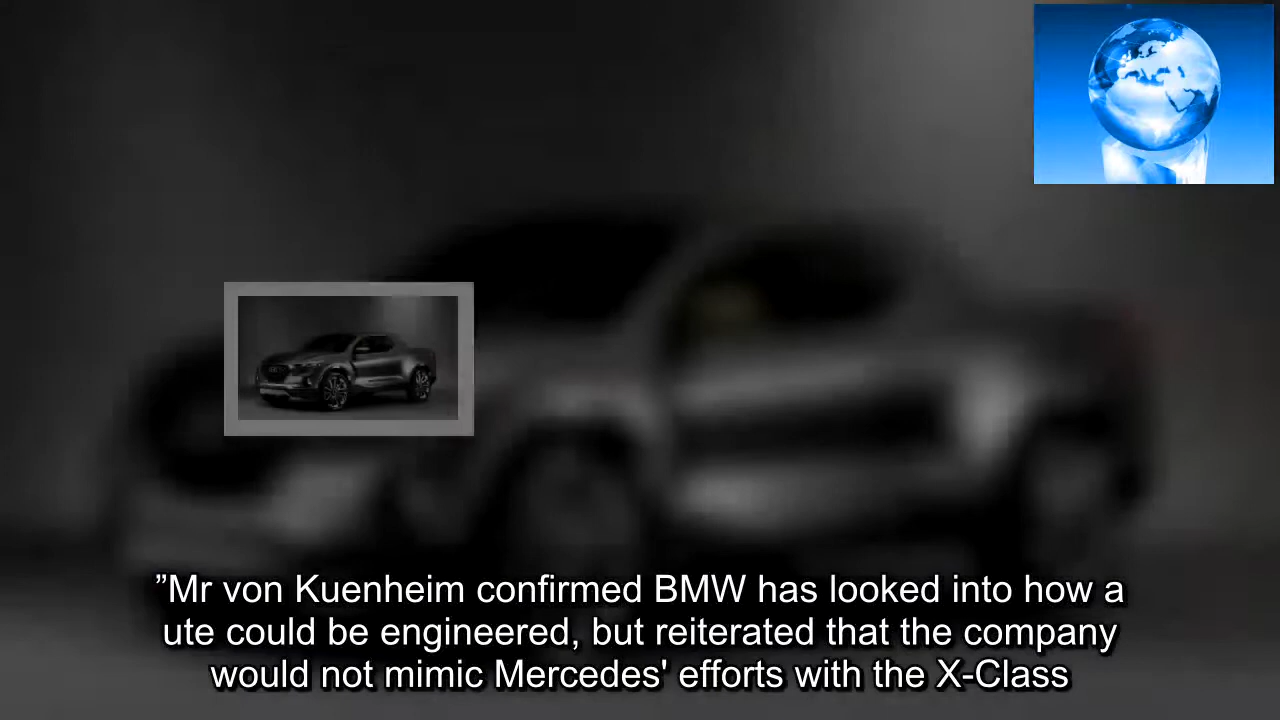 ”Mr von Kuenheim confirmed BMW has looked into how a
ute could be engineered, but reiterated that the company
would not mimic Mercedes' efforts with the X-Class